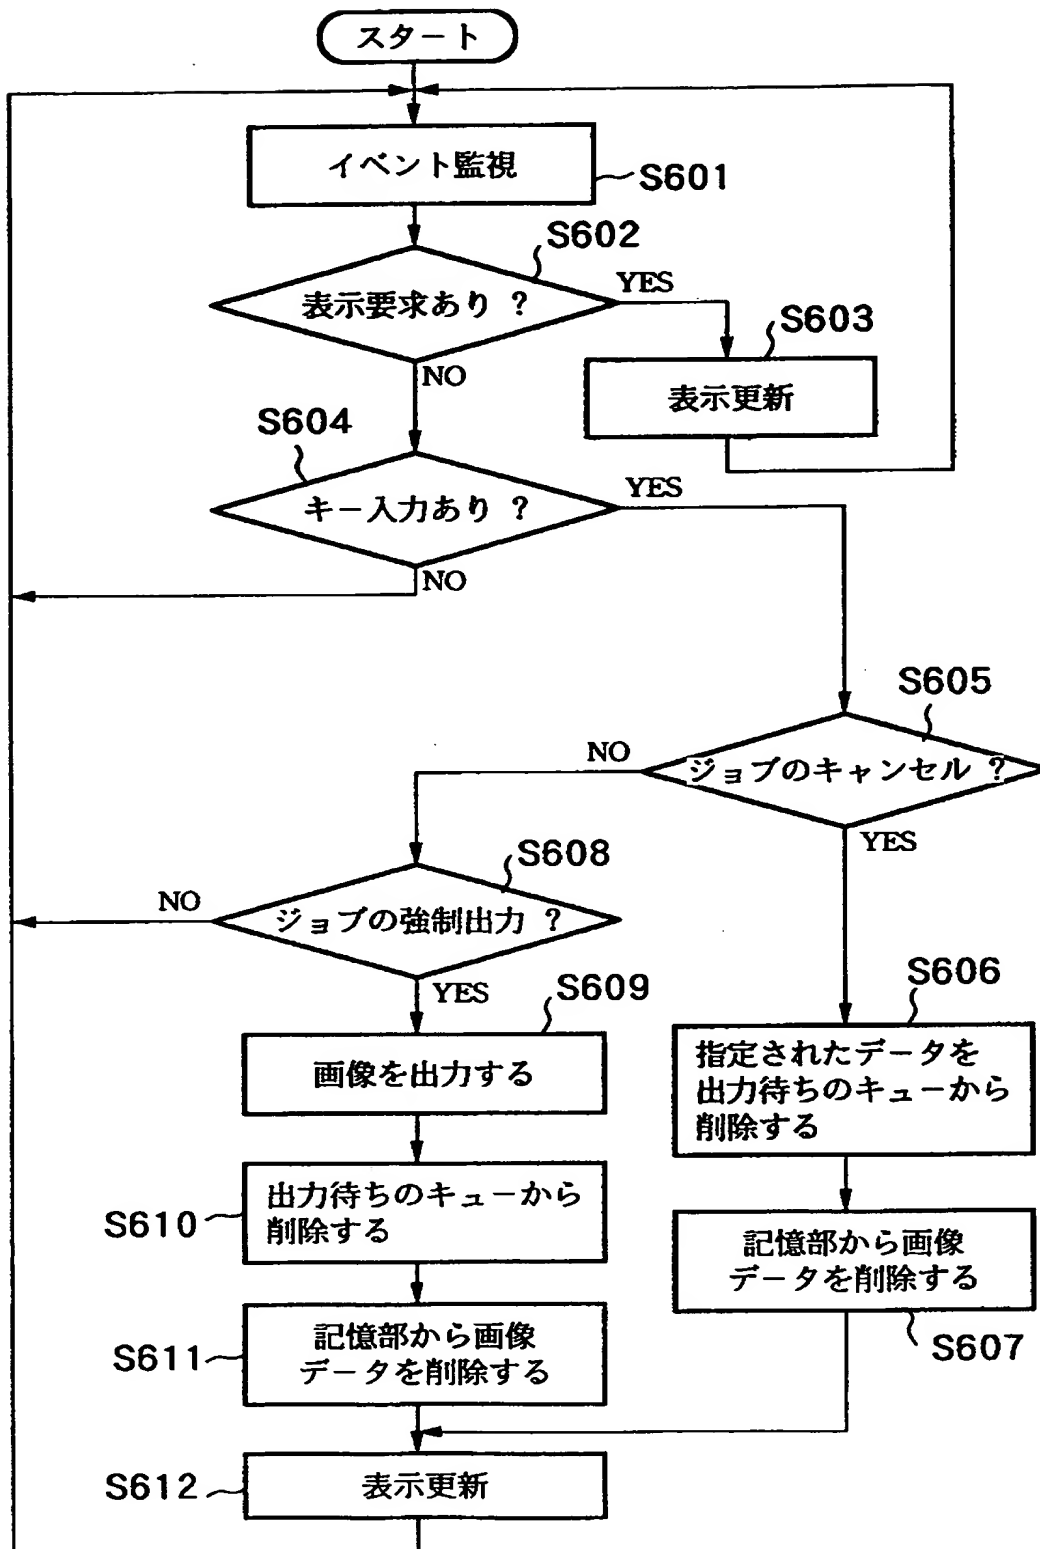 スタート
イベント監視
S601
S602
表示要求あり ?
YES
NO
S603
表示更新
S604
キー入力あり ?
YES
NO
S605
ジョブのキャンセル ?
NO
YES
S608
ジョブの強制出力 ?
NO
YES
S606
指定されたデータを
出力待ちのキューから
削除する
S609
画像を出力する
S610
出力待ちのキューから
削除する
記憶部から画像
データを削除する
S607
S611
記憶部から画像
データを削除する
S612
表示更新